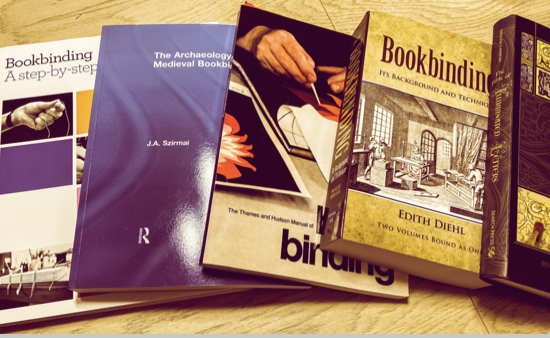 Bookbinding
A step-by-step
The Archaeology
Medieval Bookbi
J.A. Szirmai
R
The Thames and Hudson Manual of
binding
Bookbinding
ITS BACKGROUND AND TECHNIQ
EDITH DIEHL
TWO VOLUMES BOUND AS ONE